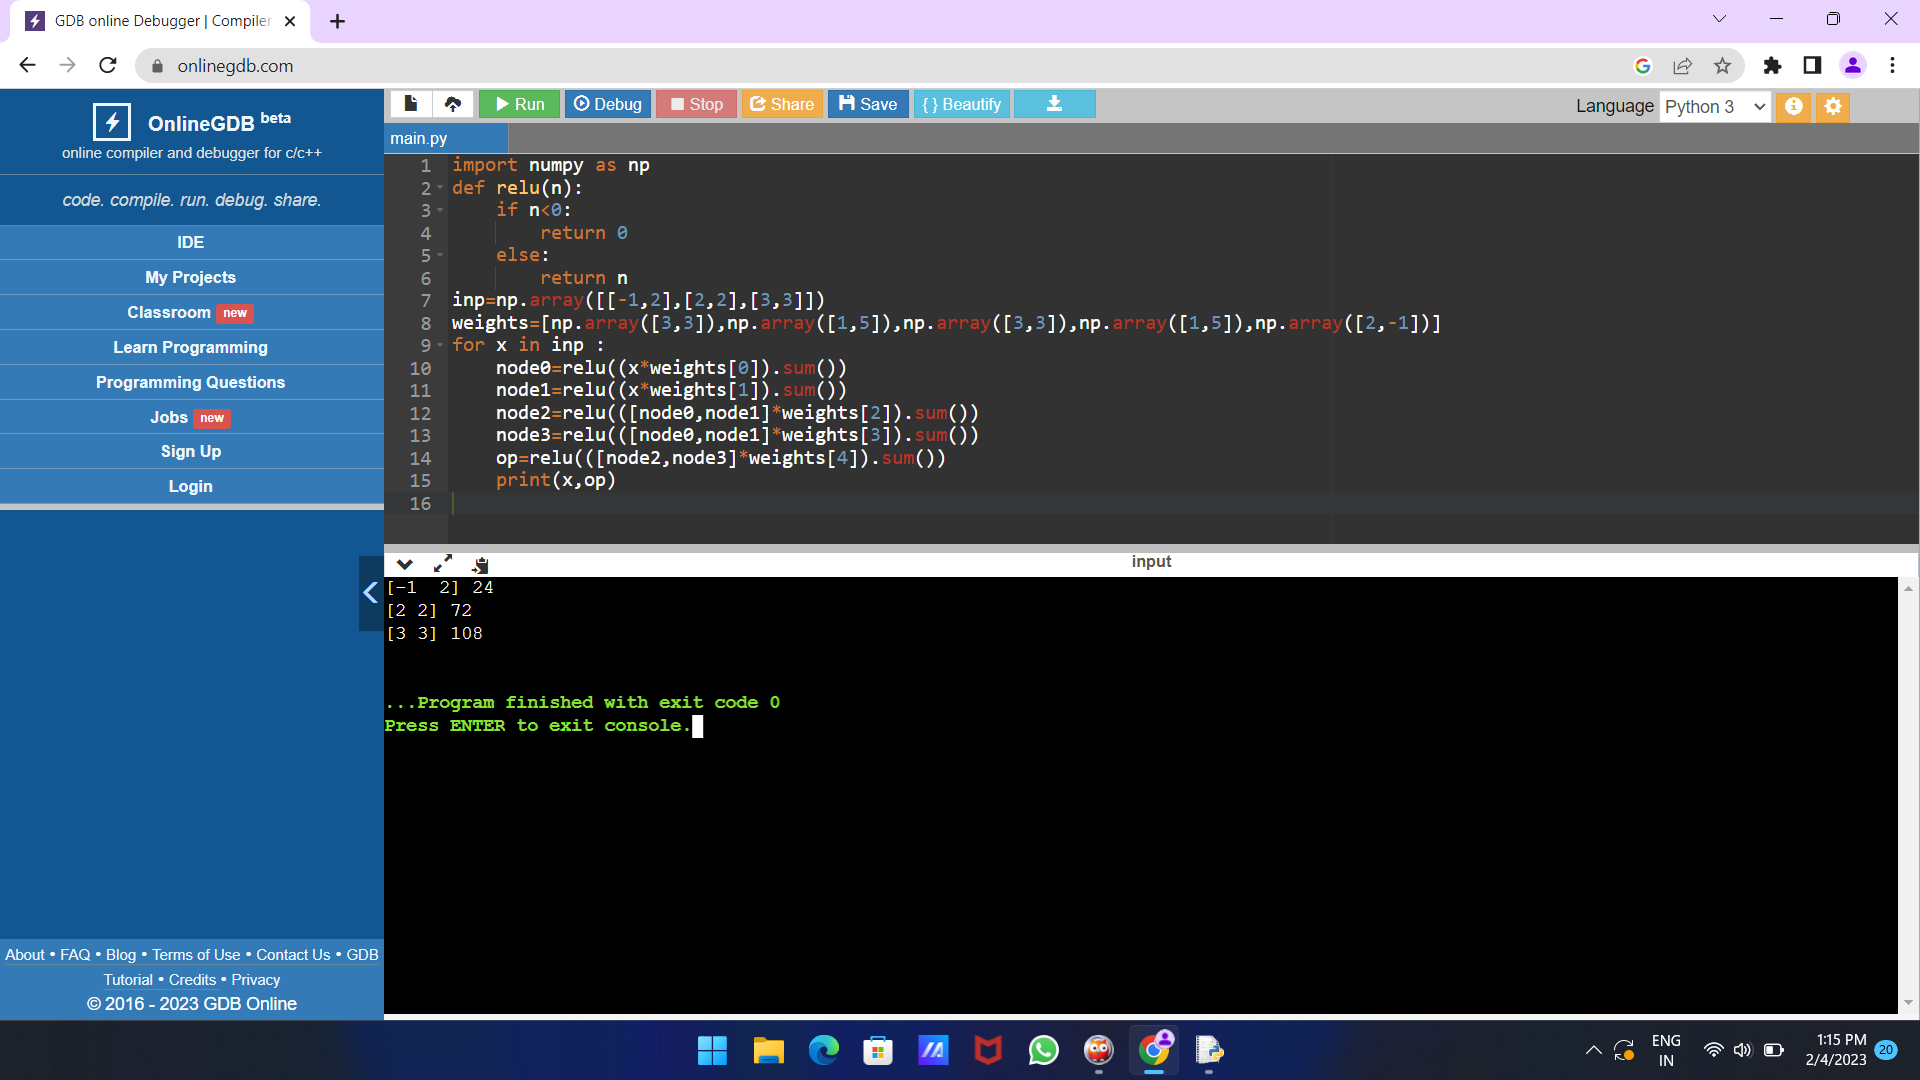 GDB online Debugger | Compiler
onlinegdb.com
OnlineGDB beta
online compiler and debugger for c/c++
code. compile. run. debug. share.
IDE
My Projects
Classroom new
Learn Programming
Programming Questions
Jobs new
Sign Up
Login
About • FAQ • Blog • Terms of Use • Contact Us • GDB
Tutorial • Credits • Privacy
© 2016 - 2023 GDB Online
Run Debug Stop Share Save { } Beautify
Language Python 3
main.py
1 import numpy as np
2 def relu(n):
3     if n<0:
4         return 0
5     else:
6         return n
7 inp=np.array([[-1,2],[2,2],[3,3]])
8 weights=[np.array([3,3]),np.array([1,5]),np.array([3,3]),np.array([1,5]),np.array([2,-1])]
9 for x in inp :
10     node0=relu((x*weights[0]).sum())
11     node1=relu((x*weights[1]).sum())
12     node2=relu(([node0,node1]*weights[2]).sum())
13     node3=relu(([node0,node1]*weights[3]).sum())
14     op=relu(([node2,node3]*weights[4]).sum())
15     print(x,op)
16
input
[-1  2] 24
[2 2] 72
[3 3] 108
...Program finished with exit code 0
Press ENTER to exit console.
ENG
IN
1:15 PM
2/4/2023
20